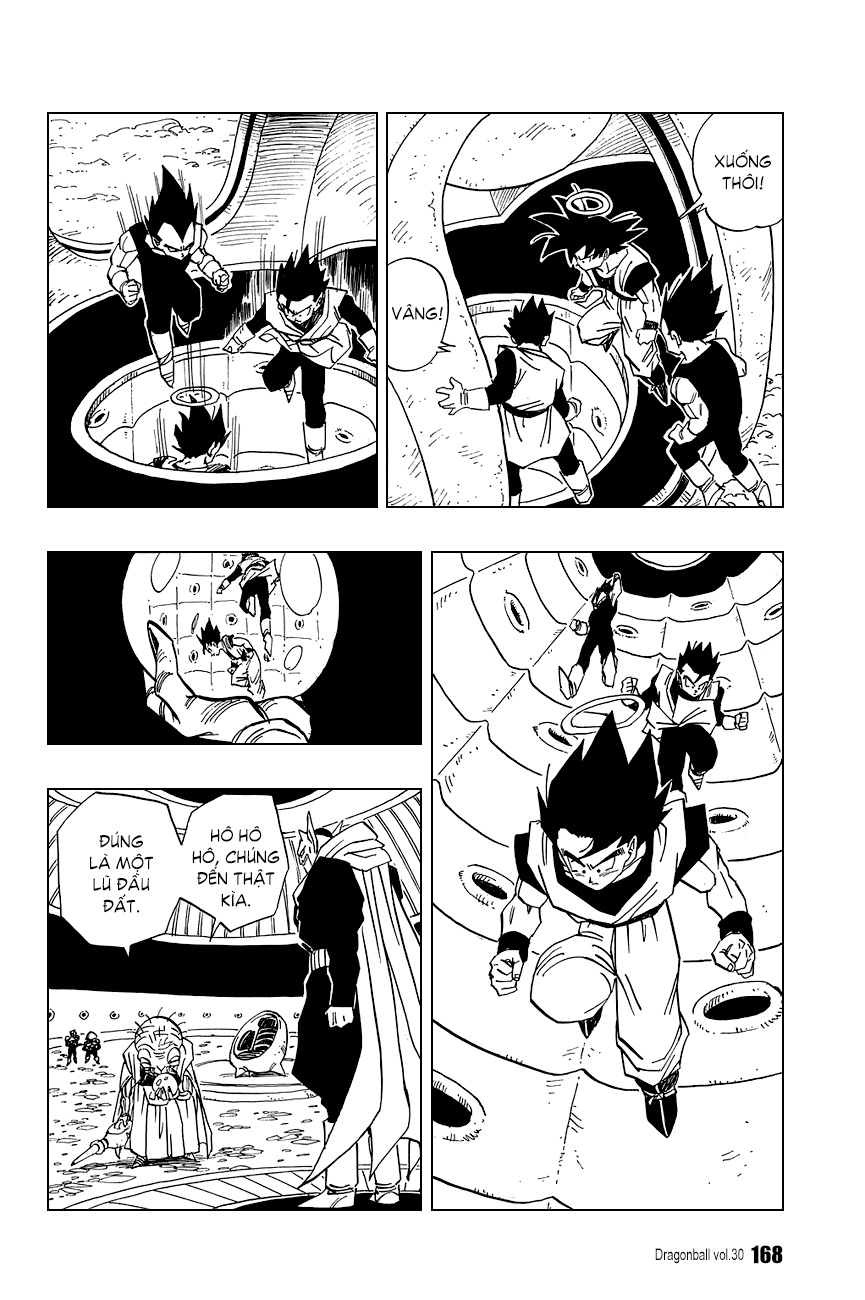 XUỐNG
THÔI!
VÂNG!
HÔ HÔ
HÔ, CHÚNG
ĐẾN THẬT
KÌA.
ĐÚNG
LÀ MỘT
LŨ ĐẦU
ĐẤT.
Dragonball vol.30 168